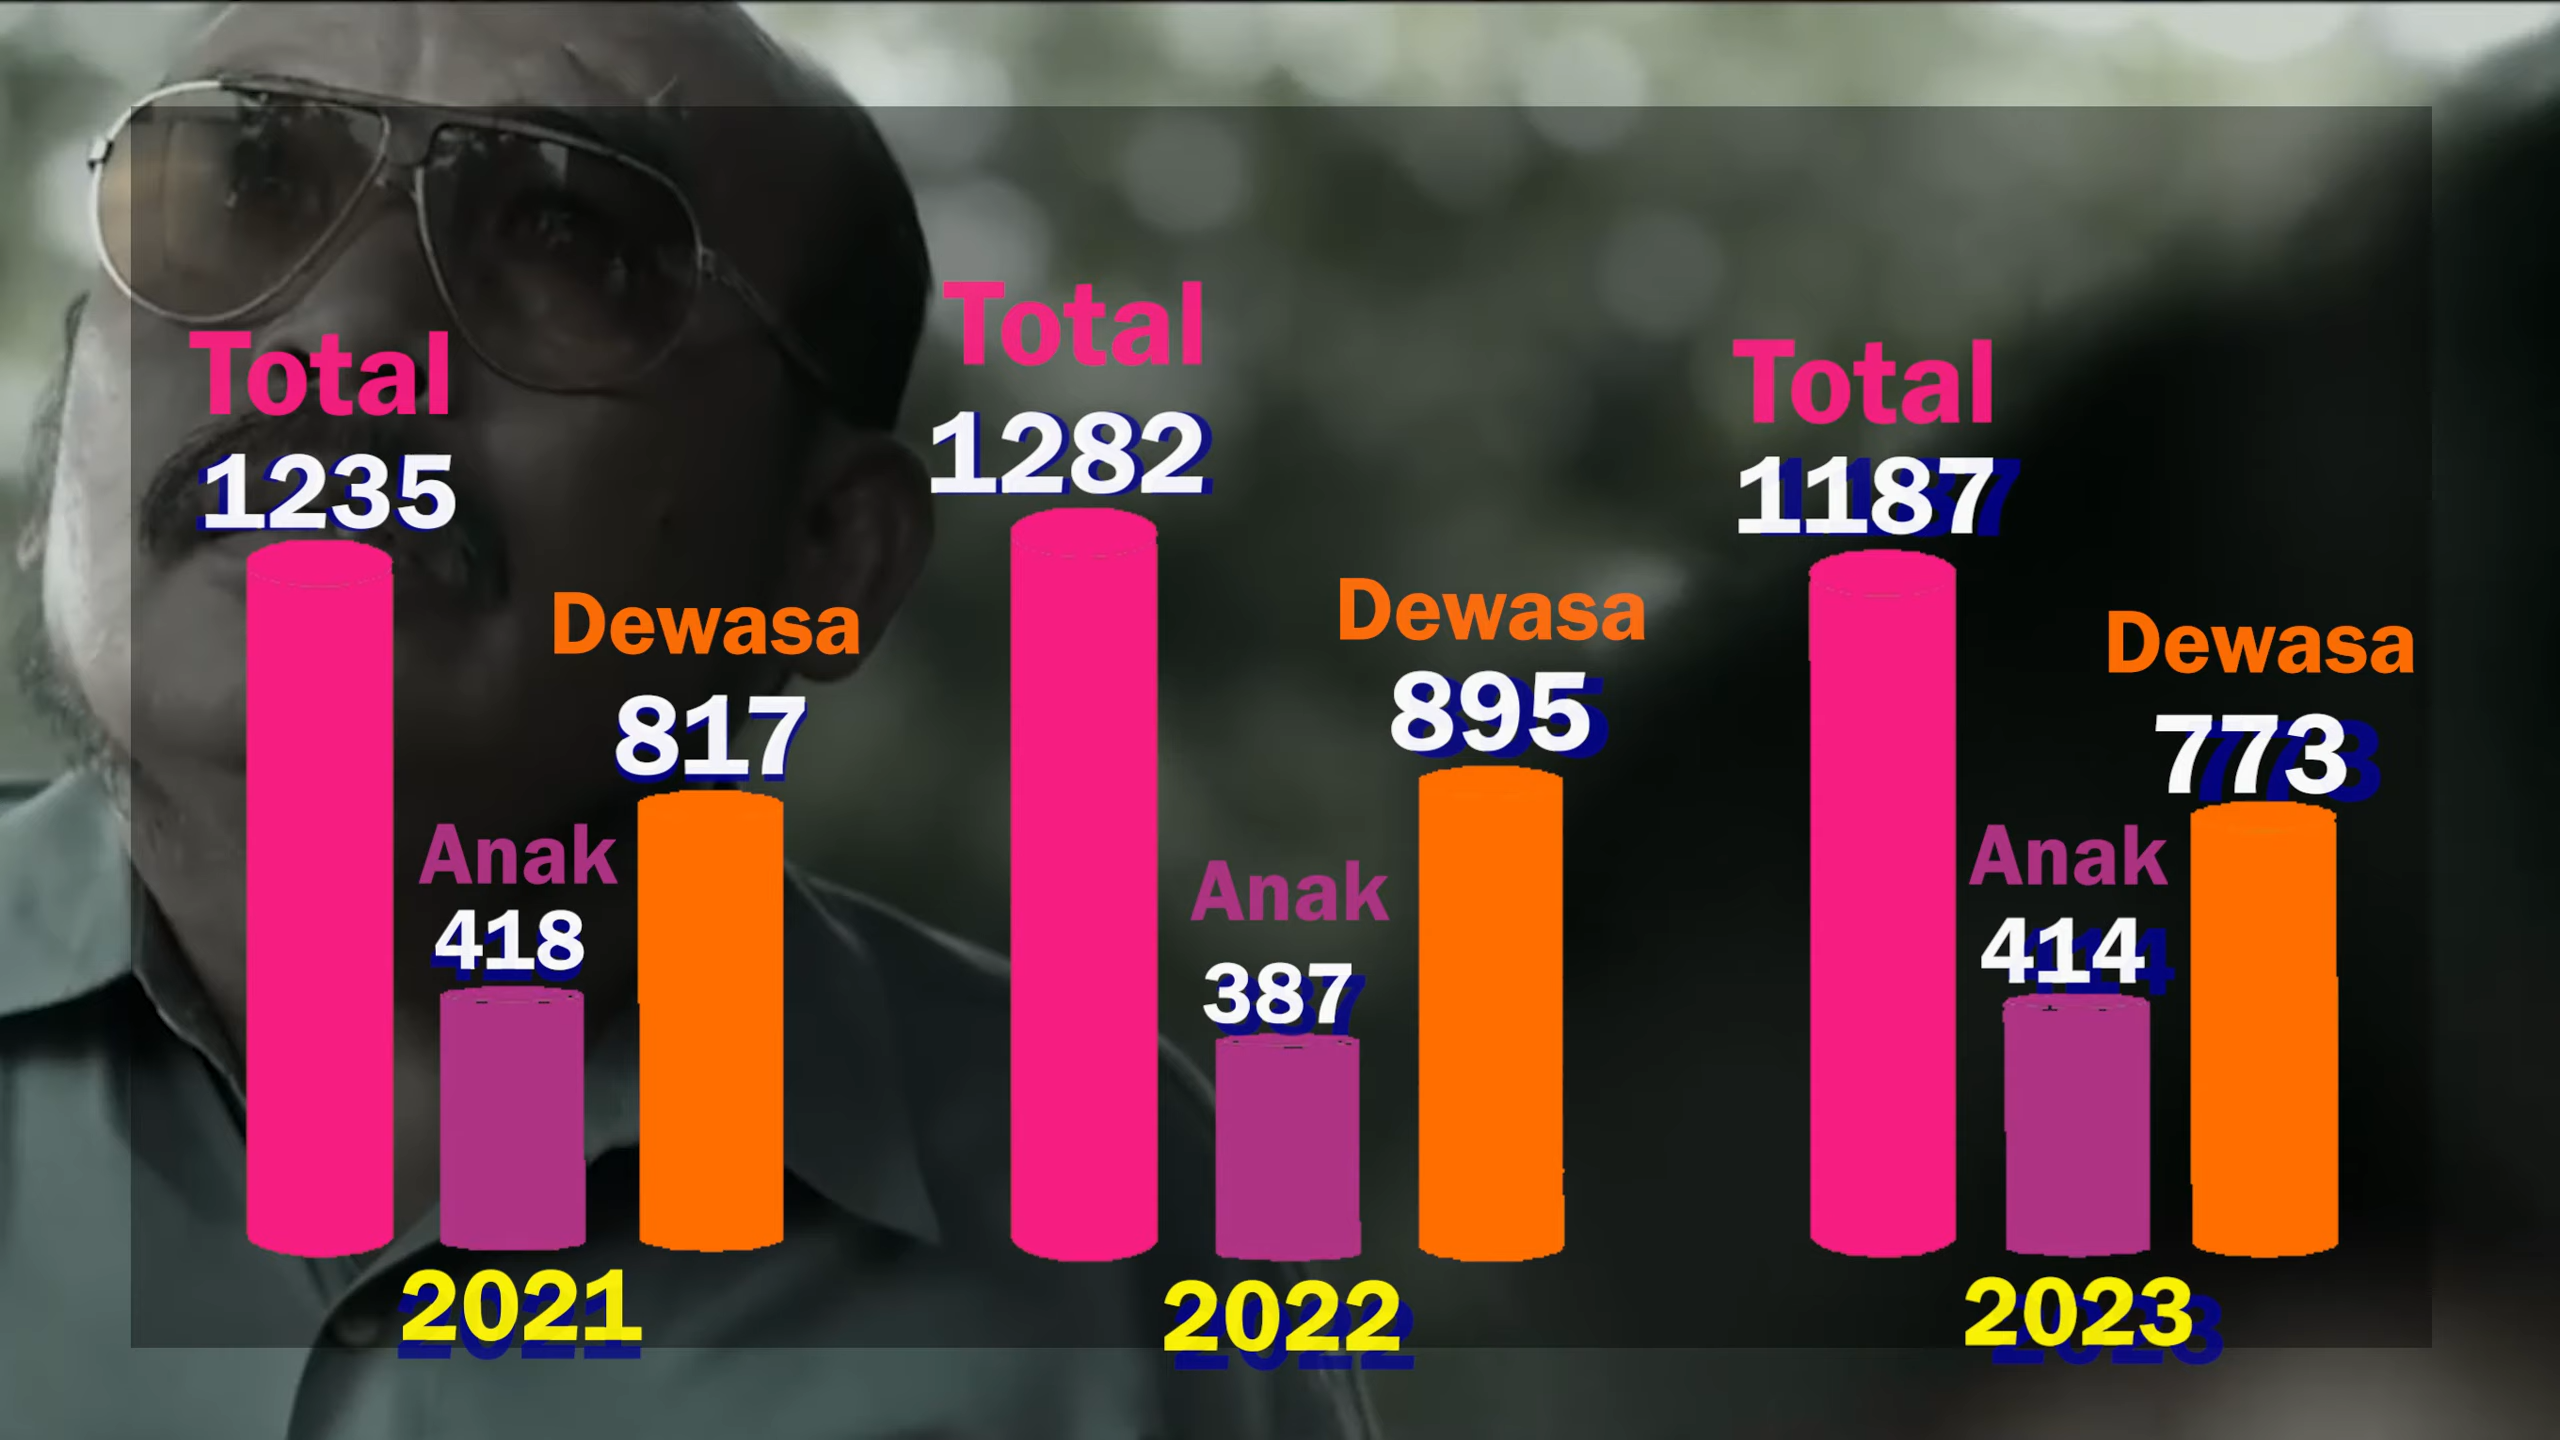 Total
1235
Anak
418
Dewasa
817
2021
Total
1282
Anak
387
Dewasa
895
2022
Total
1187
Anak
414
Dewasa
773
2023